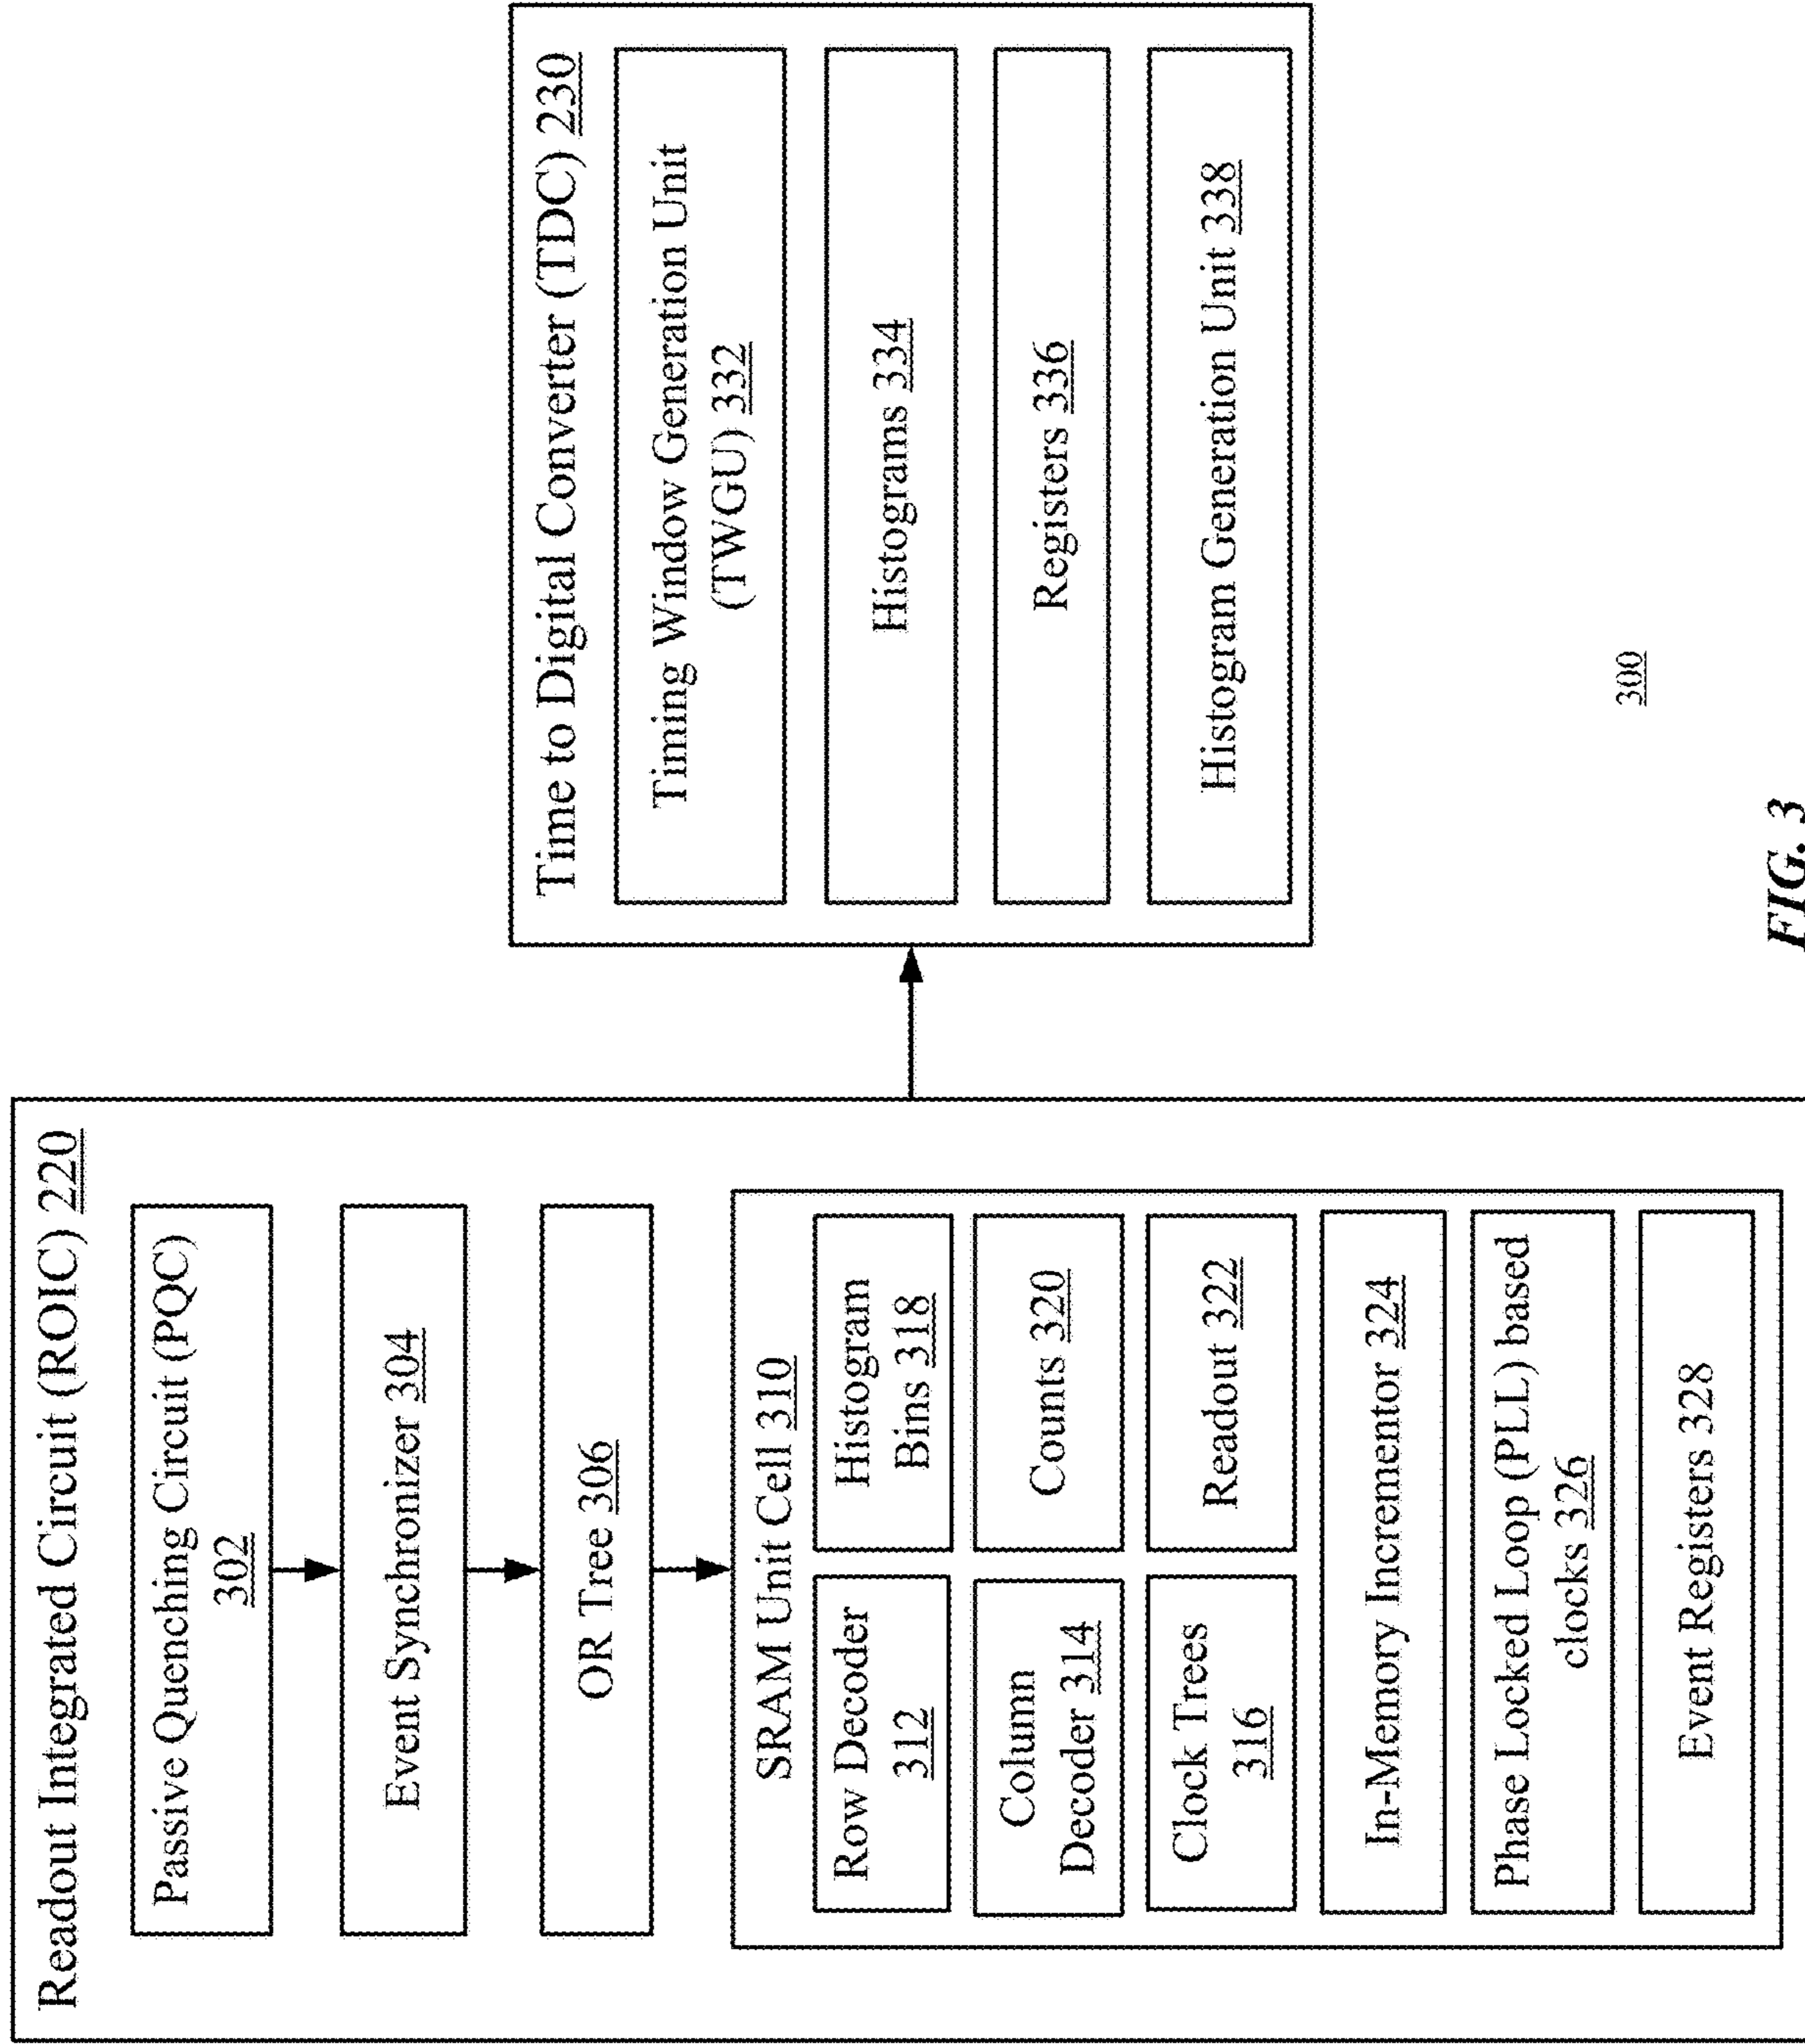 Readout Integrated Circuit (ROIC) 220
Passive Quenching Circuit (PQC)
302
Event Synchronizer 304
OR Tree 306
SRAM Unit Cell 310
Row Decoder
312
Histogram
Bins 318
Column
Decoder 314
Counts 320
Clock Trees
316
Readout 322
In-Memory Incrementor 324
Phase Locked Loop (PLL) based
clocks 326
Event Registers 328
Time to Digital Converter (TDC) 230
Timing Window Generation Unit
(TWGU) 332
Histograms 334
Registers 336
Histogram Generation Unit 338
300
FIG. 3